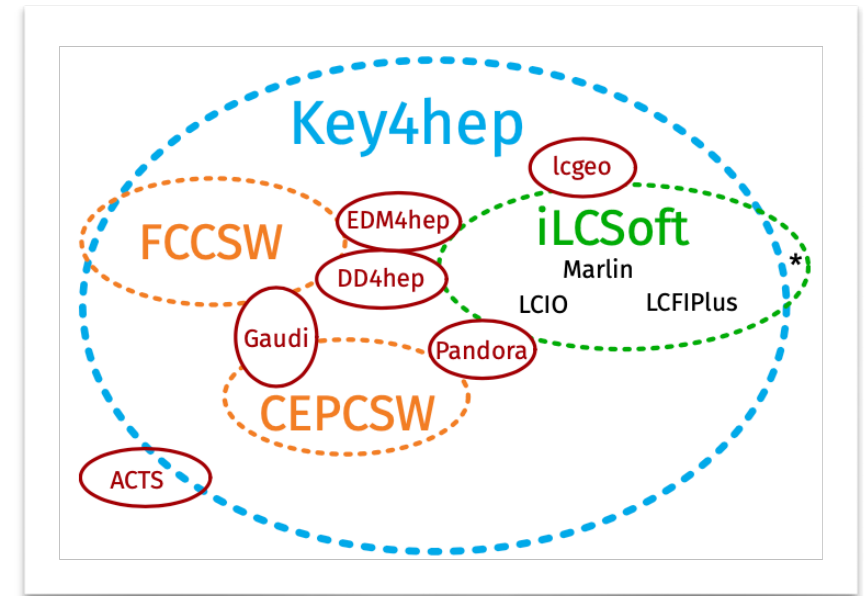 Key4hep
lcgeo
EDM4hep
FCCSW
iLCSoft
*
Marlin
DD4hep
LCIO
LCFIPlus
Gaudi
Pandora
CEPCSW
ACTS